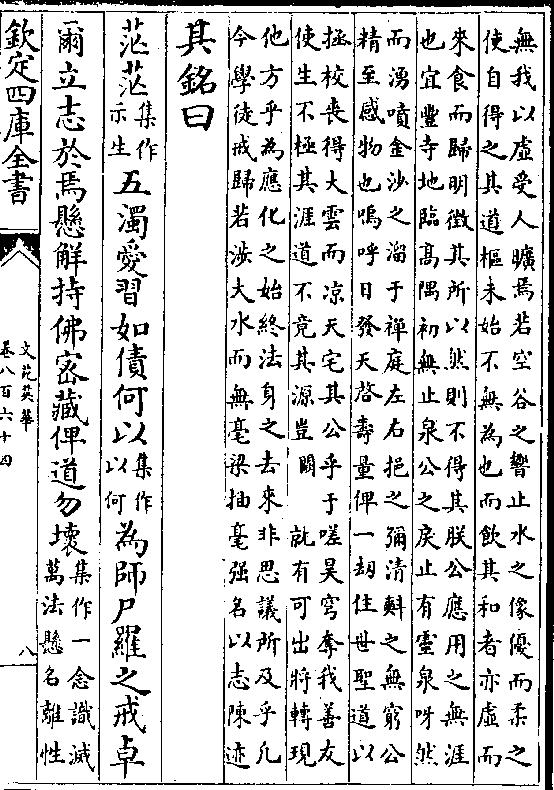 無我以虛受人曠焉若空谷之響止水之像優而柔之
使自得之其道樞未始不無為也而飲其和者亦虛而
來食而歸明徵其所以然則不得其朕公應用之無涯
也宜豐寺地臨髙隅初無止泉公之戾止有靈泉呀然
而湧噴金沙之溜于禪庭左右挹之彌清㪺之無窮公
精至感物也嗚呼日發天啓壽量俾一刼住世聖道以
拯校喪得大雲而凉天宅其公乎于嗟昊穹奪我善友
使生不極其涯道不竟其源豈爾 就有可出將轉現
他方乎為應化之始終法身之去來非思議所及乎凡
今學徒戒歸若涉大水而無毫梁抽毫强名以志陳迹
其銘曰
茫茫集作示生五濁愛習如債何以集作以何為師尸羅之戒卓
爾立志於焉懸解持佛密藏俾道勿壞集作一念識滅萬法懸名離性
欽定四庫全書
文苑英華
卷八百六十四
八